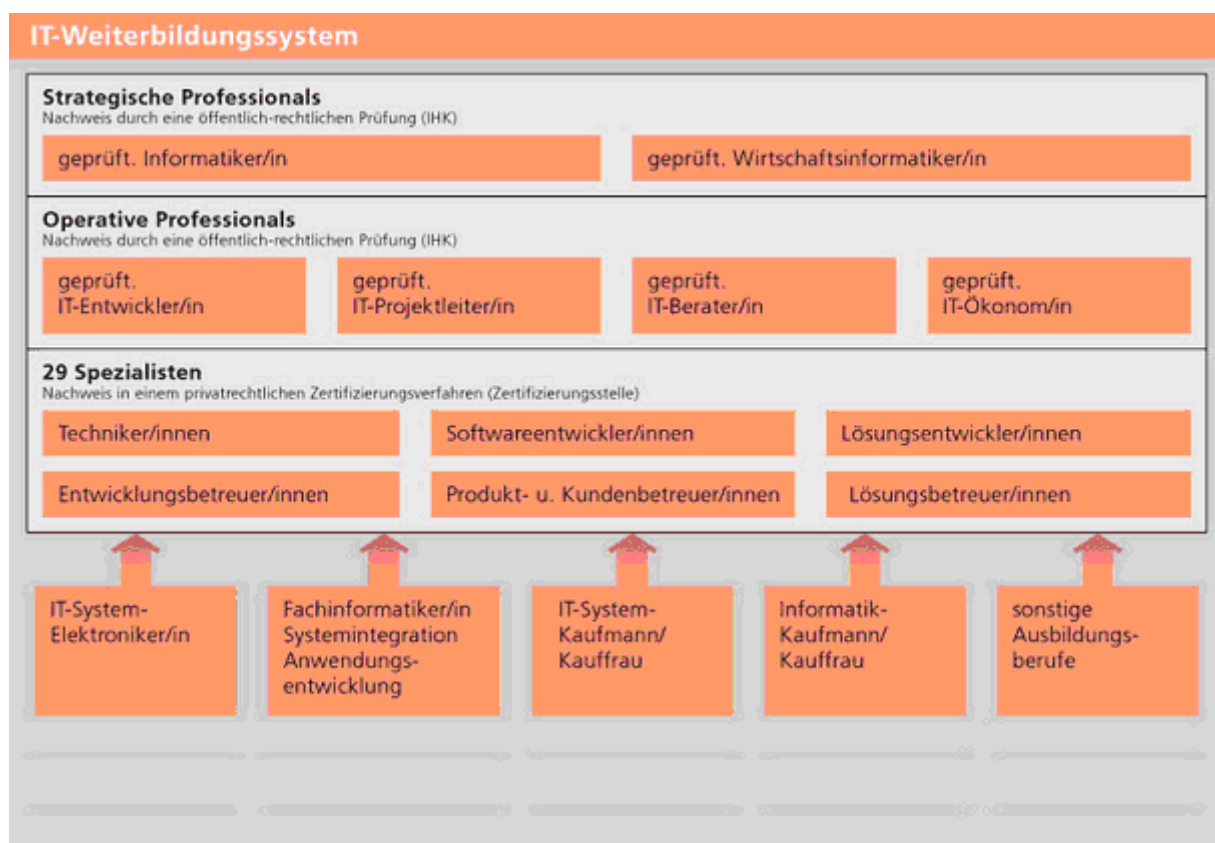 IT-Weiterbildungssystem
Strategische Professionals
Nachweis durch eine öffentlich-rechtlichen Prüfung (IHK)
geprüft. Informatiker/in
geprüft. Wirtschaftsinformatiker/in
Operative Professionals
Nachweis durch eine öffentlich-rechtlichen Prüfung (IHK)
geprüft.
IT-Entwickler/in
geprüft.
IT-Projektleiter/in
geprüft.
IT-Berater/in
geprüft.
IT-Ökonom/in
29 Spezialisten
Nachweis in einem privatrechtlichen Zertifizierungsverfahren (Zertifizierungsstelle)
Techniker/innen
Softwareentwickler/innen
Lösungsentwickler/innen
Entwicklungsbetreuer/innen
Produkt- u. Kundenbetreuer/innen
Lösungsbetreuer/innen
IT-System-
Elektroniker/in
Fachinformatiker/in
Systemintegration
Anwendungs-
entwicklung
IT-System-
Kaufmann/
Kauffrau
Informatik-
Kaufmann/
Kauffrau
sonstige
Ausbildungs-
berufe